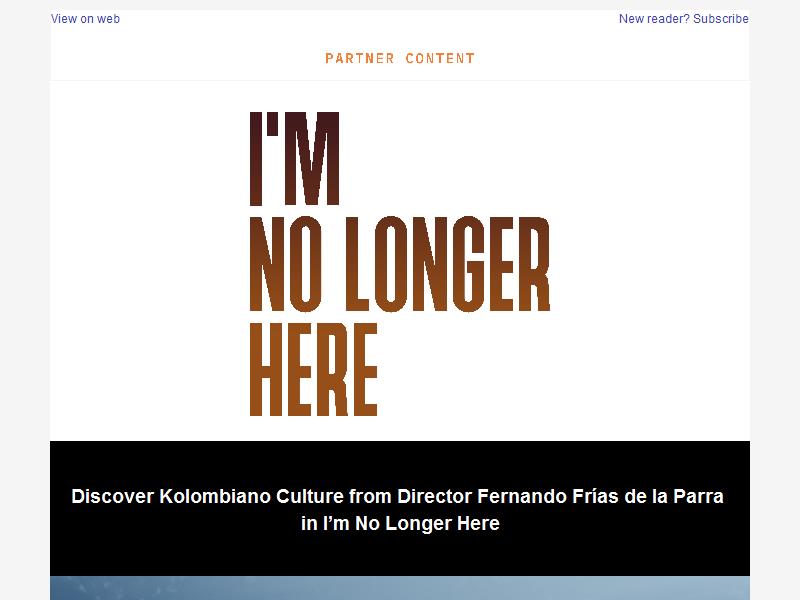 View on web
New reader? Subscribe
PARTNER CONTENT
I'M
NO LONGER
HERE
Discover Kolombiano Culture from Director Fernando Frías de la Parra
in I’m No Longer Here